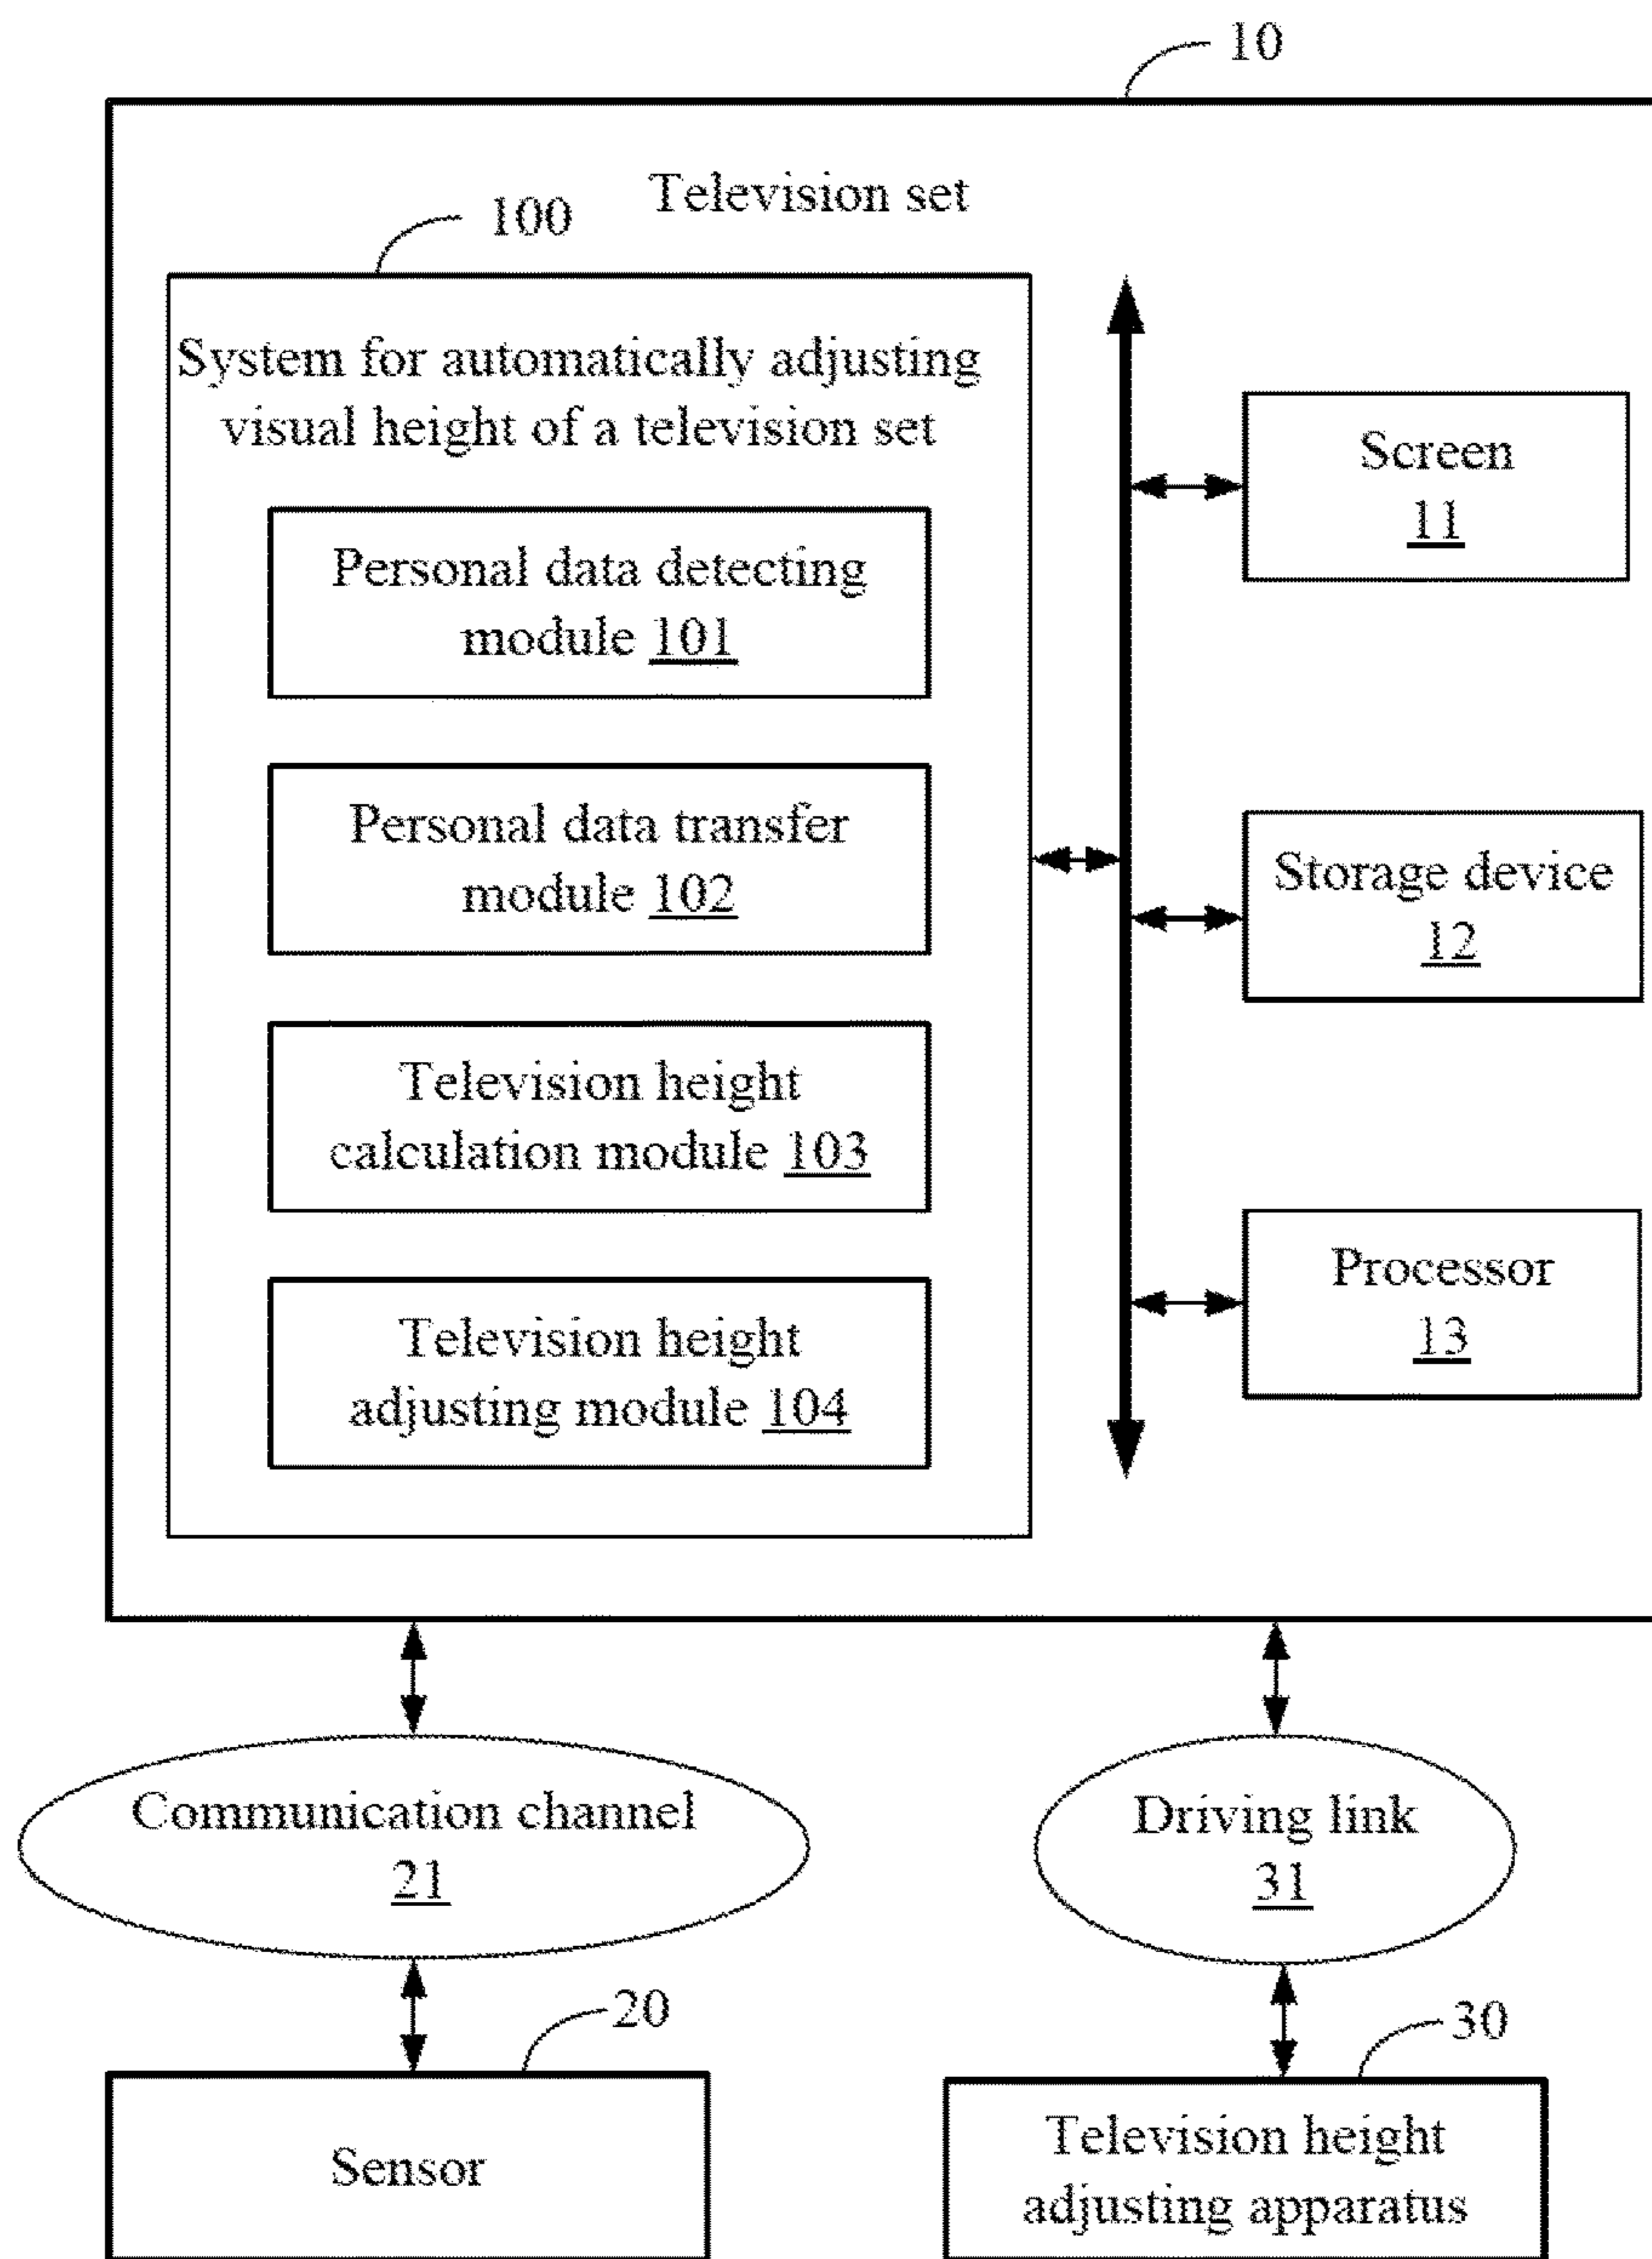 10
Television set
100
System for automatically adjusting
visual height of a television set
Personal data detecting
module 101
Personal data transfer
module 102
Television height
calculation module 103
Television height
adjusting module 104
Screen
11
Storage device
12
Processor
13
Communication channel
21
Driving link
31
20
Sensor
30
Television height
adjusting apparatus